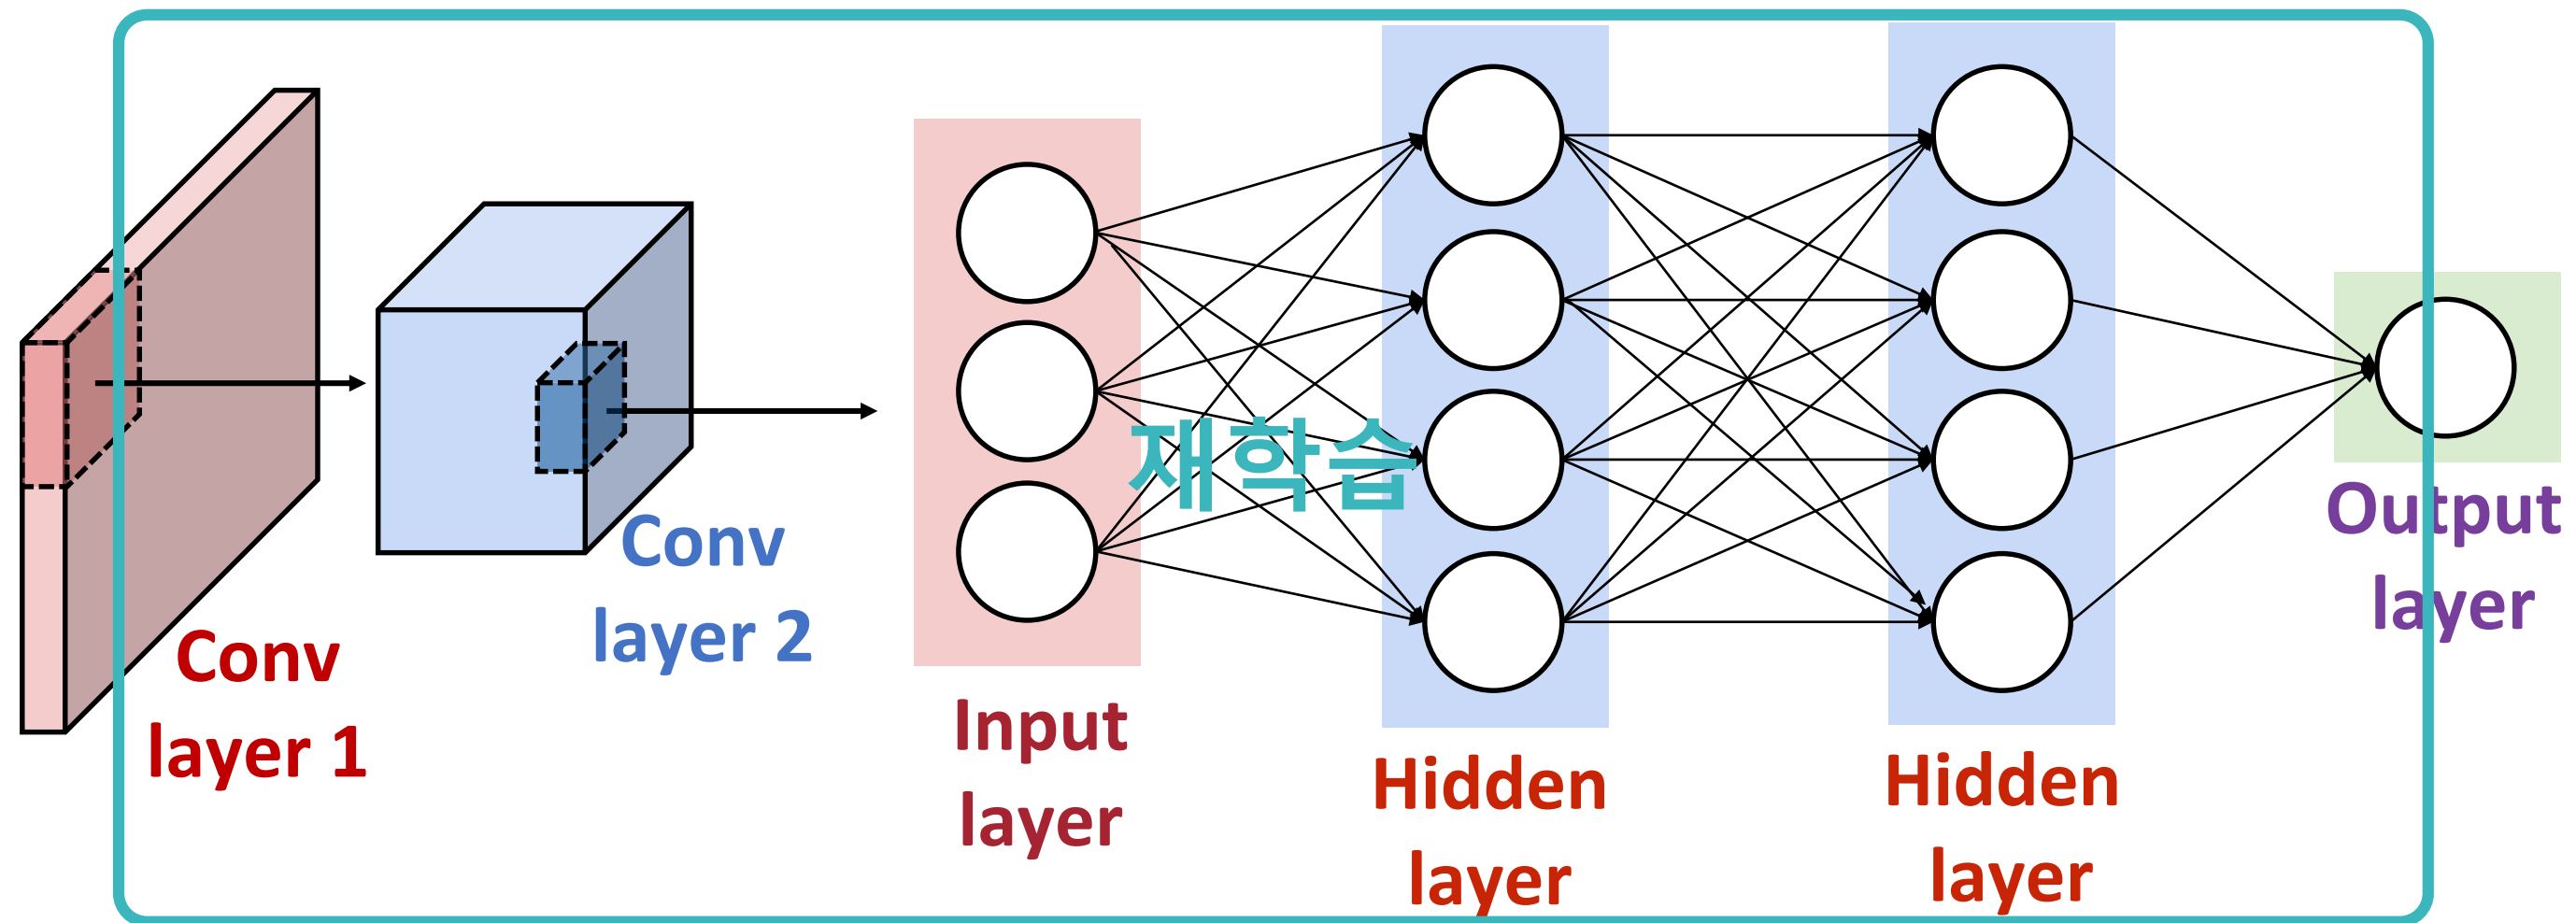 Conv
layer 1
Conv
layer 2
Input
layer
재학습
Hidden
layer
Hidden
layer
Output
layer